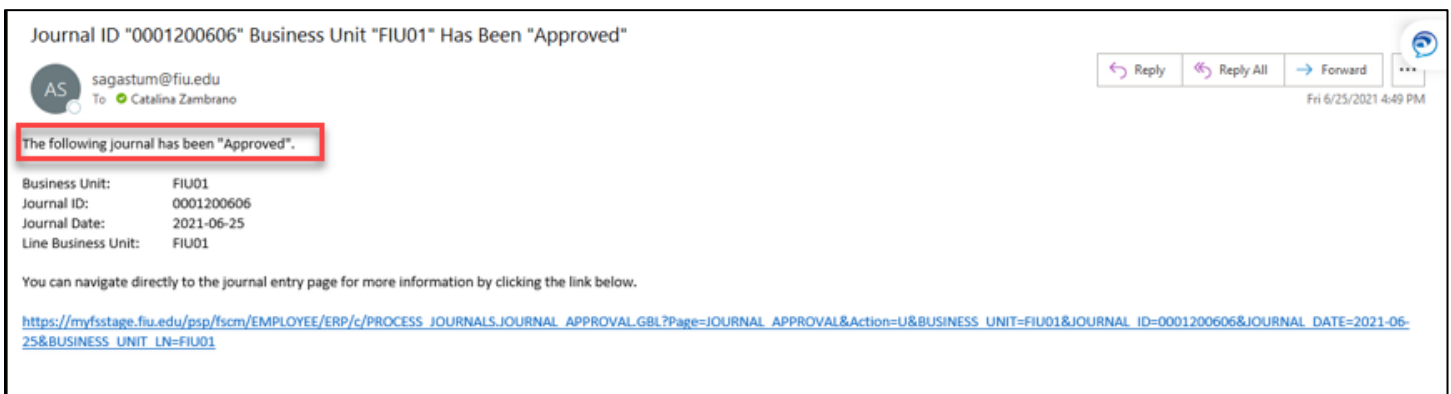 Journal ID "0001200606" Business Unit "FIU01" Has Been "Approved"
AS
sagastum@fiu.edu
To Catalina Zambrano
Reply
Reply All
Forward
...
Fri 6/25/2021 4:49 PM
The following journal has been "Approved".
Business Unit: FIU01
Journal ID: 0001200606
Journal Date: 2021-06-25
Line Business Unit: FIU01
You can navigate directly to the journal entry page for more information by clicking the link below.
https://myfsstage.fiu.edu/psp/fscm/EMPLOYEE/ERP/c/PROCESS_JOURNALS.JOURNAL_APPROVAL.GBL?Page=JOURNAL_APPROVAL&Action=U&BUSINESS_UNIT=FIU01&JOURNAL_ID=0001200606&JOURNAL_DATE=2021-06-
25&BUSINESS_UNIT_LN=FIU01